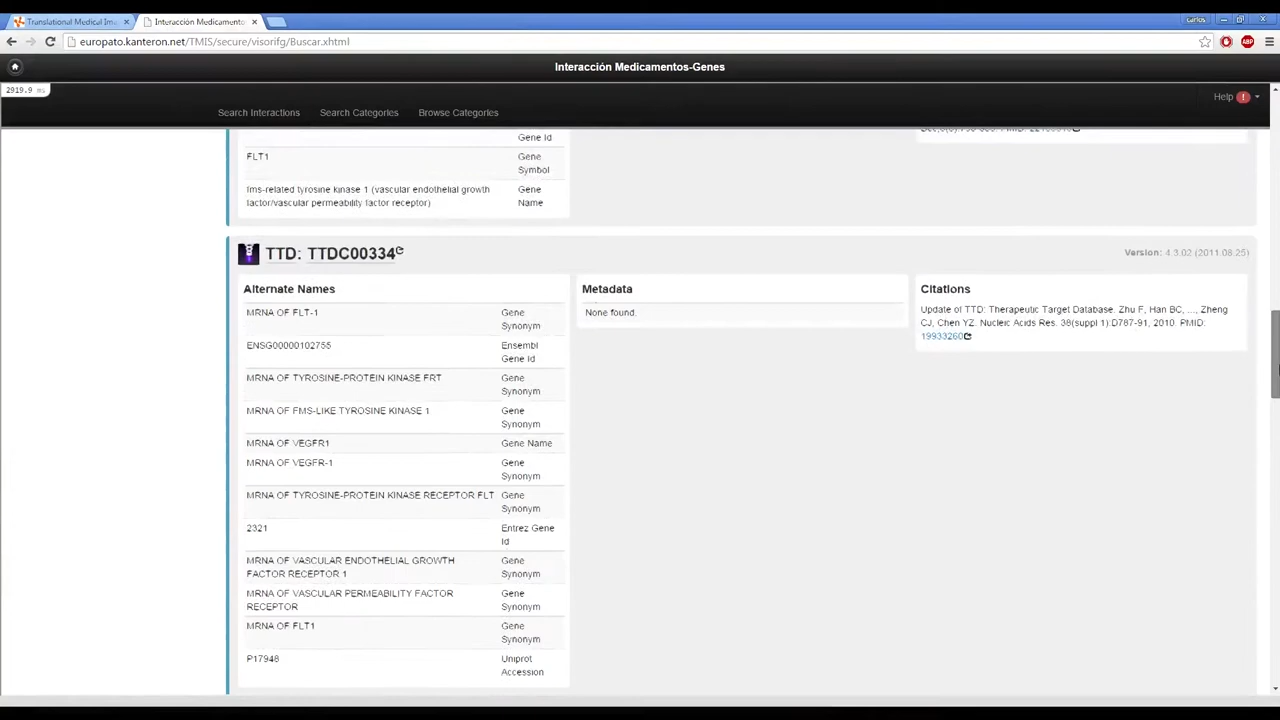 Translational Medical Ima
Interacción Medicamento
carlos
europato.kanteron.net/TMIS/secure/visorifg/Buscar.xhtml
ABP
Interacción Medicamentos-Genes
2919.9 ms
Search Interactions
Search Categories
Browse Categories
Help !
Gene Id
FLT1
Gene
Symbol
fms-related tyrosine kinase 1 (vascular endothelial growth
factor/vascular permeability factor receptor)
Gene
Name
TTD: TTDC00334
Version: 4.3.02 (2011.08.25)
Alternate Names
MRNA OF FLT-1
Gene
Synonym
ENSG00000102755
Ensembl
Gene Id
MRNA OF TYROSINE-PROTEIN KINASE FRT
Gene
Synonym
MRNA OF FMS-LIKE TYROSINE KINASE 1
Gene
Synonym
MRNA OF VEGFR1
Gene Name
MRNA OF VEGFR-1
Gene
Synonym
MRNA OF TYROSINE-PROTEIN KINASE RECEPTOR FLT
Gene
Synonym
2321
Entrez Gene
Id
MRNA OF VASCULAR ENDOTHELIAL GROWTH
FACTOR RECEPTOR 1
Gene
Synonym
MRNA OF VASCULAR PERMEABILITY FACTOR
RECEPTOR
Gene
Synonym
MRNA OF FLT1
Gene
Synonym
P17948
Uniprot
Accession
Metadata
None found.
Citations
Update of TTD: Therapeutic Target Database. Zhu F, Han BC, ..., Zheng
CJ, Chen YZ. Nucleic Acids Res. 38(suppl 1):D787-91, 2010. PMID:
19933260